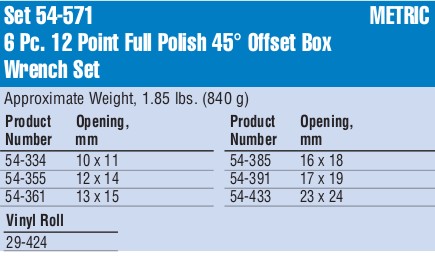 Set 54-571 METRIC
6 Pc. 12 Point Full Polish 45° Offset Box
Wrench Set
Approximate Weight, 1.85 lbs. (840 g)
Product Opening, Product Opening,
Number mm Number mm
54-334 10 x 11 54-385 16 x 18
54-355 12 x 14 54-391 17 x 19
54-361 13 x 15 54-433 23 x 24
Vinyl Roll
29-424